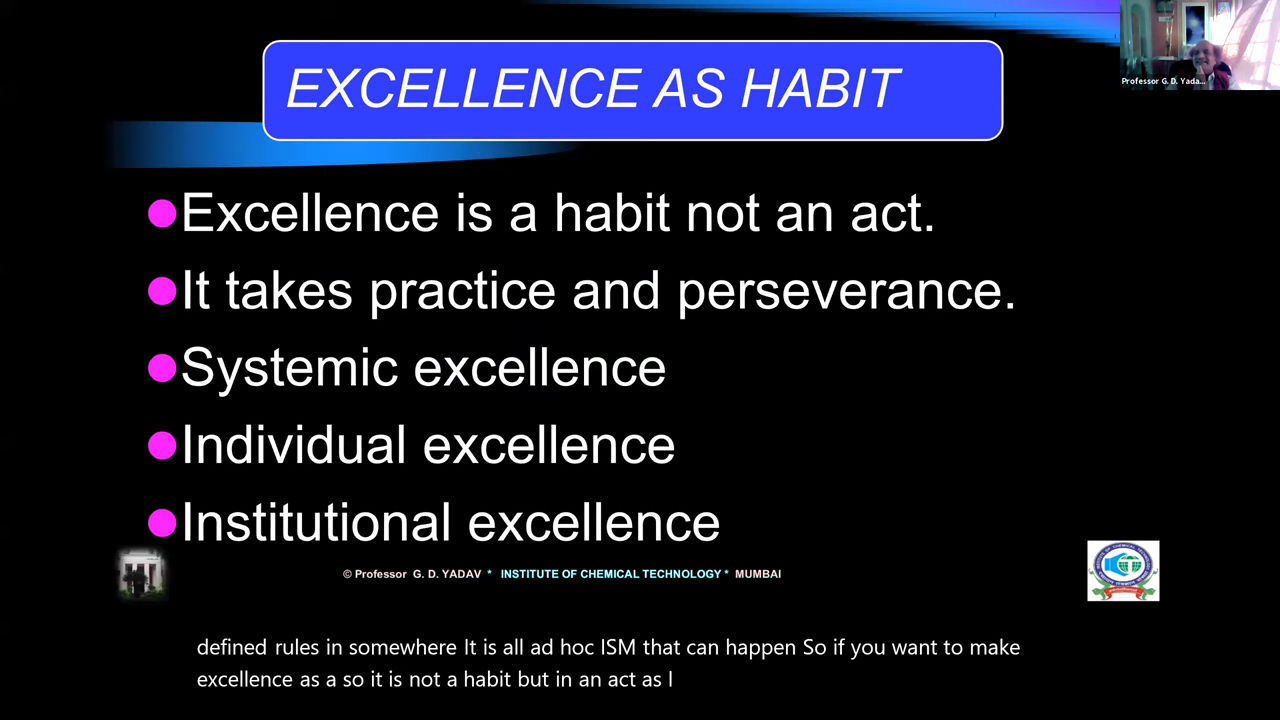 EXCELLENCE AS HABIT
Professor G. D. Yada...
Excellence is a habit not an act.
It takes practice and perseverance.
Systemic excellence
Individual excellence
Institutional excellence
© Professor G. D. YADAV * INSTITUTE OF CHEMICAL TECHNOLOGY * MUMBAI
defined rules in somewhere It is all ad hoc ISM that can happen So if you want to make
excellence as a so it is not a habit but in an act as I